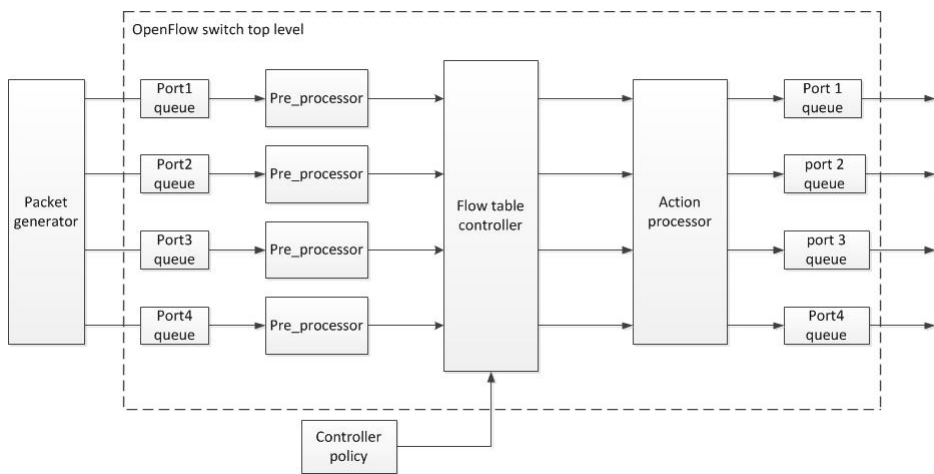 OpenFlow switch top level
Packet
generator
Port1
queue
Pre_processor
Port2
queue
Pre_processor
Port3
queue
Pre_processor
Port4
queue
Pre_processor
Flow table
controller
Action
processor
Port 1
queue
port 2
queue
port 3
queue
Port4
queue
Controller
policy